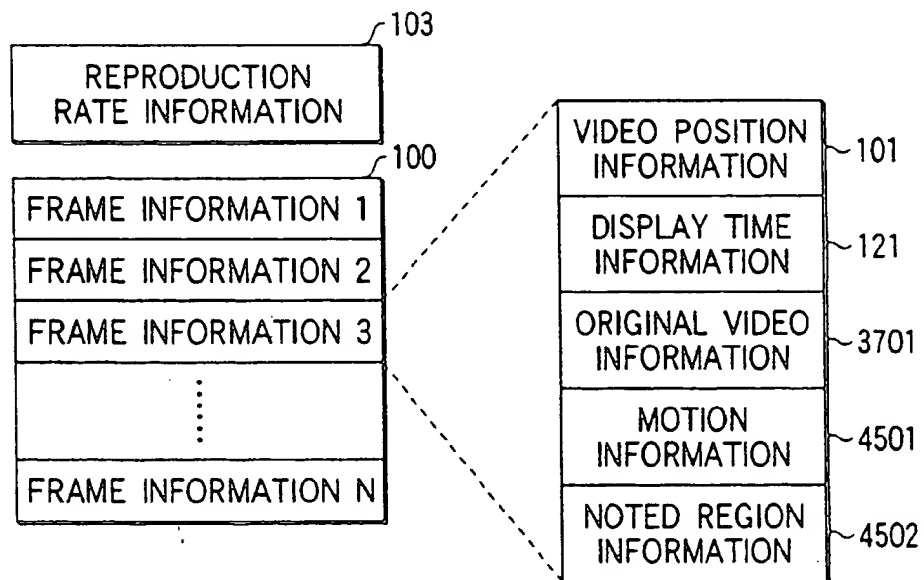 103
REPRODUCTION
RATE INFORMATION
100
FRAME INFORMATION 1
FRAME INFORMATION 2
FRAME INFORMATION 3
FRAME INFORMATION N
VIDEO POSITION
INFORMATION
101
DISPLAY TIME
INFORMATION
121
ORIGINAL VIDEO
INFORMATION
3701
MOTION
INFORMATION
4501
NOTED REGION
INFORMATION
4502